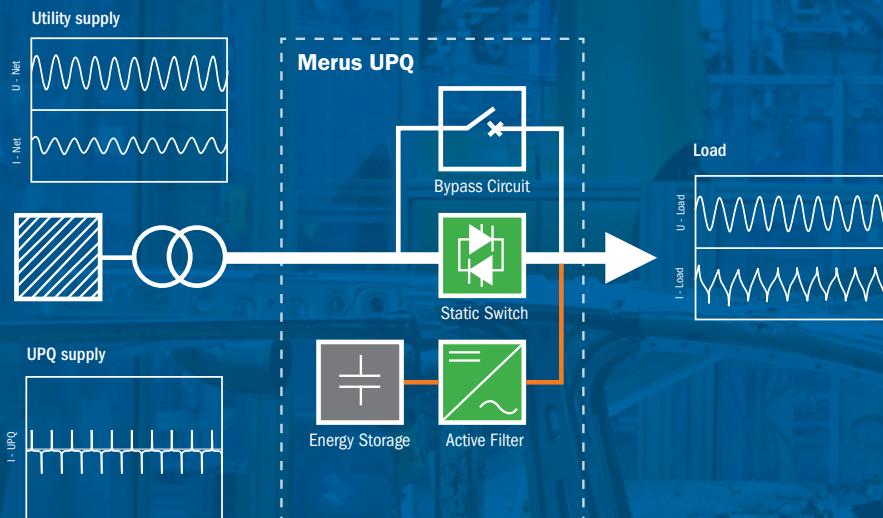 Utility supply
U - Net
I - Net
Merus UPQ
Bypass Circuit
Static Switch
Load
U - Load
I - Load
UPQ supply
I - UPQ
Energy Storage
Active Filter